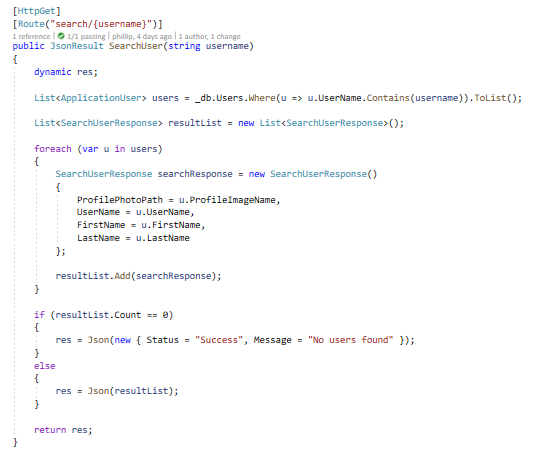 [HttpGet]
[Route("search/{username}")]
1 reference | 1/1 passing | phillip, 4 days ago | 1 author, 1 change
public JsonResult SearchUser(string username)
{
dynamic res;
List<ApplicationUser> users = _db.Users.Where(u => u.UserName.Contains(username)).ToList();
List<SearchUserResponse> resultList = new List<SearchUserResponse>();
foreach (var u in users)
{
SearchUserResponse searchResponse = new SearchUserResponse()
{
ProfilePhotoPath = u.ProfileImageName,
UserName = u.UserName,
FirstName = u.FirstName,
LastName = u.LastName
};
resultList.Add(searchResponse);
}
if (resultList.Count == 0)
{
res = Json(new { Status = "Success", Message = "No users found" });
}
else
{
res = Json(resultList);
}
return res;
}